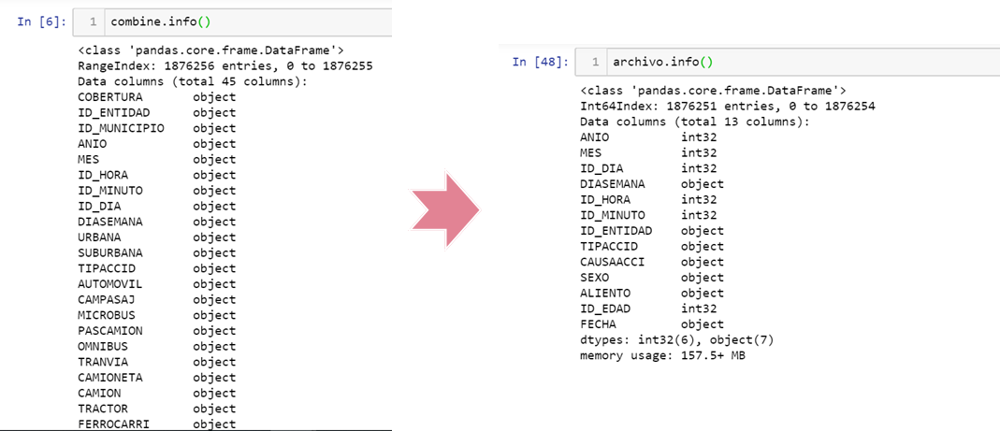 In [6]: 1 combine.info()
<class 'pandas.core.frame.DataFrame'>
RangeIndex: 1876256 entries, 0 to 1876255
Data columns (total 45 columns):
COBERTURA object
ID_ENTIDAD object
ID_MUNICIPIO object
ANIO object
MES object
ID_HORA object
ID_MINUTO object
ID_DIA object
DIASEMANA object
URBANA object
SUBURBANA object
TIPACCID object
AUTOMOVIL object
CAMPASAJ object
MICROBUS object
PASCAMION object
OMNIBUS object
TRANVIA object
CAMIONETA object
CAMION object
TRACTOR object
FERROCARRI object
In [48]: 1 archivo.info()
<class 'pandas.core.frame.DataFrame'>
Int64Index: 1876251 entries, 0 to 1876254
Data columns (total 13 columns):
ANIO int32
MES int32
ID_DIA int32
DIASEMANA object
ID_HORA int32
ID_MINUTO int32
ID_ENTIDAD object
TIPACCID object
CAUSAACCI object
SEXO object
ALIENTO object
ID_EDAD int32
FECHA object
dtypes: int32(6), object(7)
memory usage: 157.5+ MB